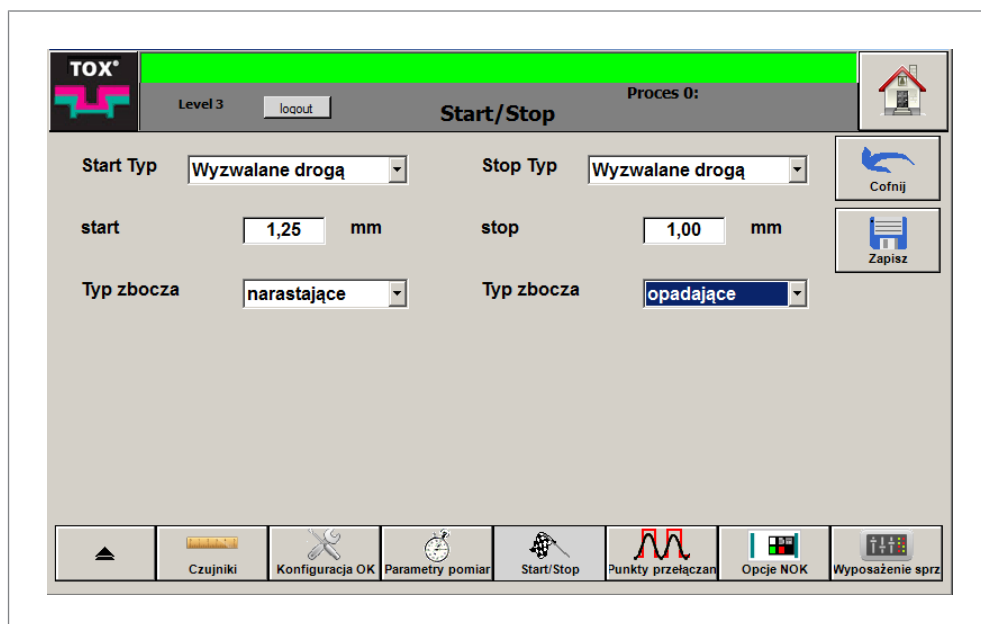 TOX®
Level 3
logout
Start/Stop
Proces 0:
Start Typ
Wyzwalane drogą
Stop Typ
Wyzwalane drogą
Cofnij
start
1,25
mm
stop
1,00
mm
Zapisz
Typ zbocza
narastające
Typ zbocza
opadające
Czujniki
Konfiguracja OK
Parametry pomiar
Start/Stop
Punkty przełączan
Opcje NOK
Wyposażenie sprz